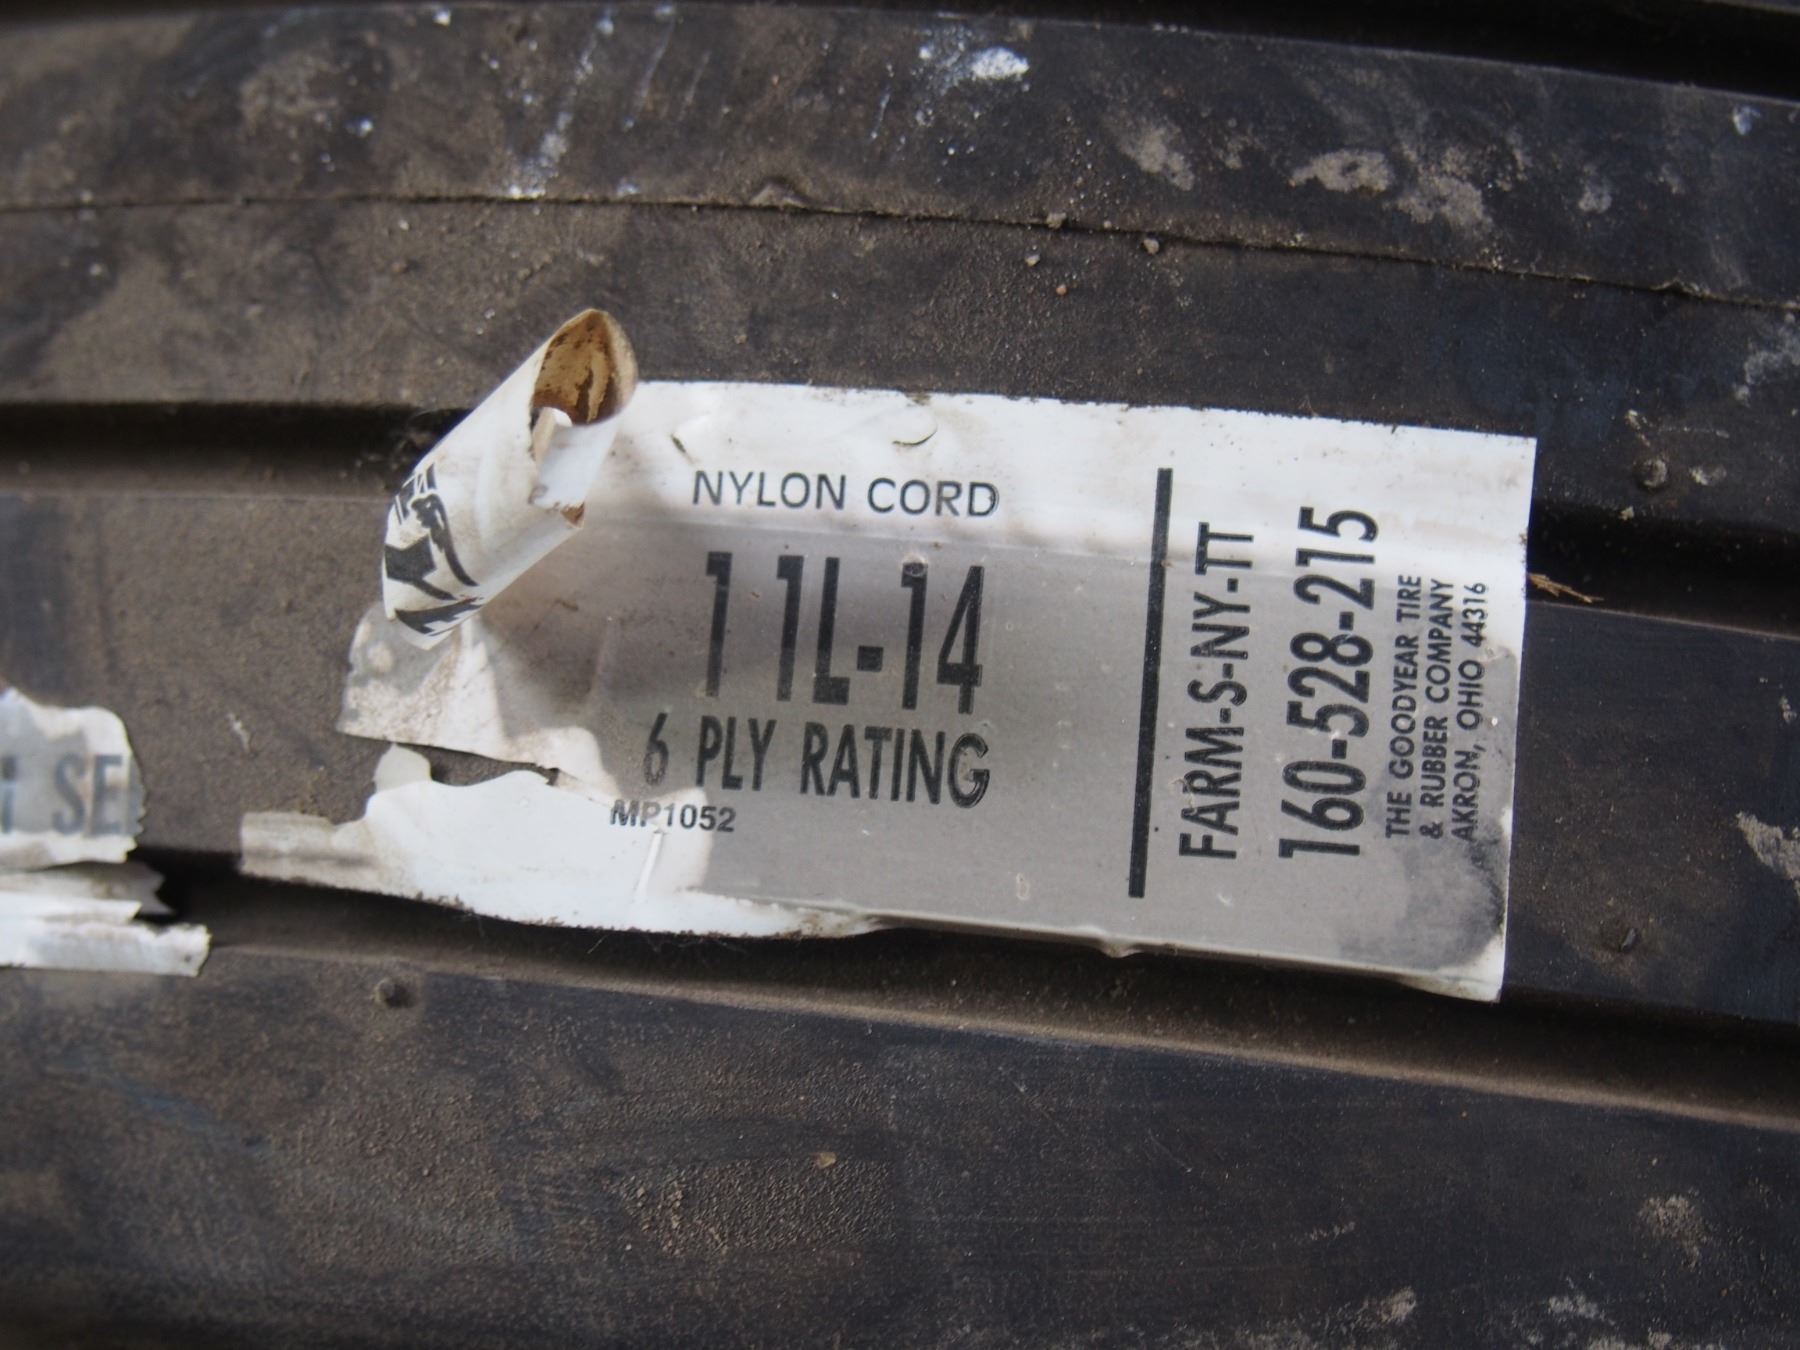 NYLON CORD
11L-14
6 PLY RATING
MP1052
FARM-S-NY-TT
160-528-215
THE GOODYEAR TIRE
& RUBBER COMPANY
AKRON, OHIO 44316